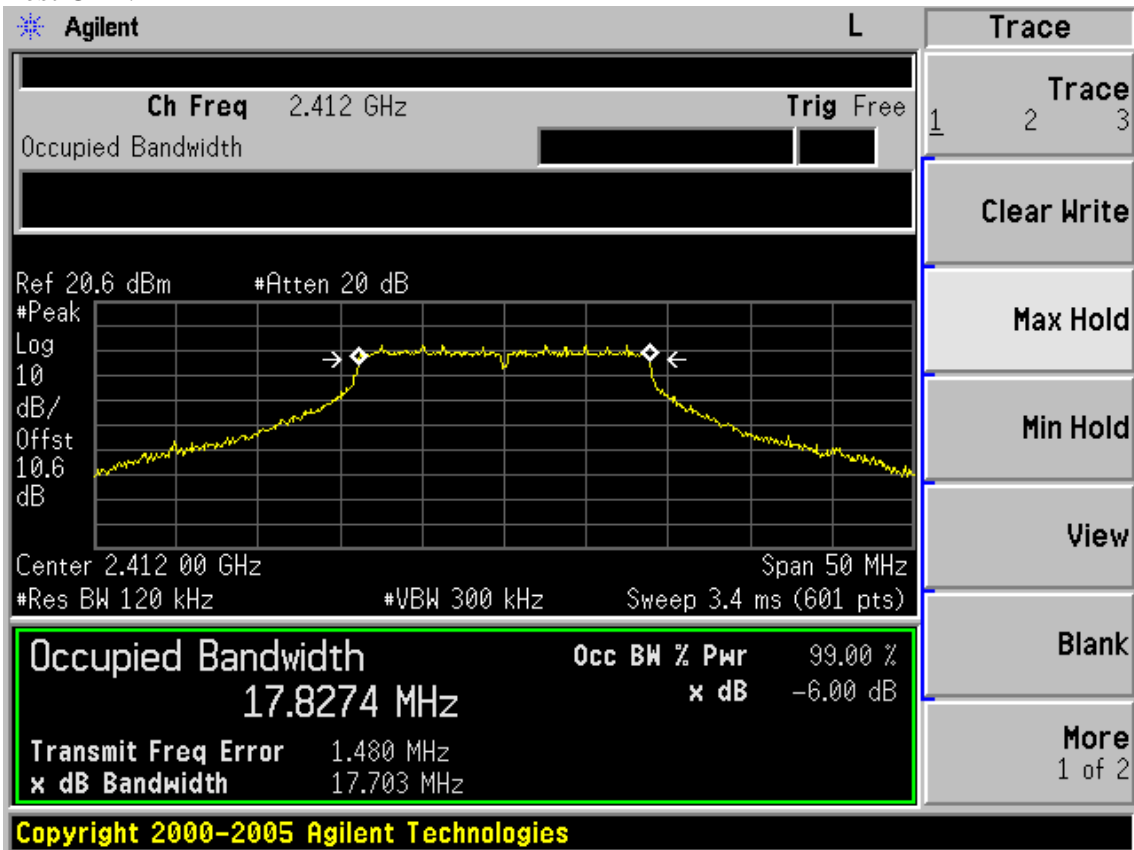 Agilent L Trace
Ch Freq 2.412 GHz Trig Free
Occupied Bandwidth
Trace
1 2 3
Clear Write
Max Hold
Min Hold
View
Blank
More
1 of 2
Ref 20.6 dBm #Atten 20 dB
#Peak
Log
10
dB/
Offst
10.6
dB
Center 2.412 00 GHz Span 50 MHz
#Res BW 120 kHz #VBW 300 kHz Sweep 3.4 ms (601 pts)
Occupied Bandwidth Occ BW % Pwr 99.00 %
17.8274 MHz x dB -6.00 dB
Transmit Freq Error 1.480 MHz
x dB Bandwidth 17.703 MHz
Copyright 2000-2005 Agilent Technologies